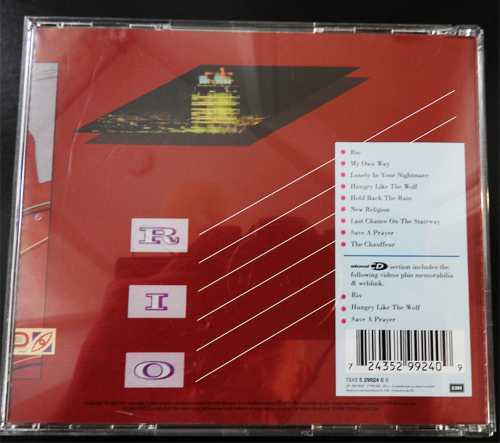 R
I
O
Rio
My Own Way
Lonely In Your Nightmare
Hungry Like The Wolf
Hold Back The Rain
New Religion
Last Chance On The Stairway
Save A Prayer
The Chauffeur
enhanced CD section includes the
following videos plus memorabilia
& weblink.
Rio
Hungry Like The Wolf
Save A Prayer
7 24352 99240 9
EMI